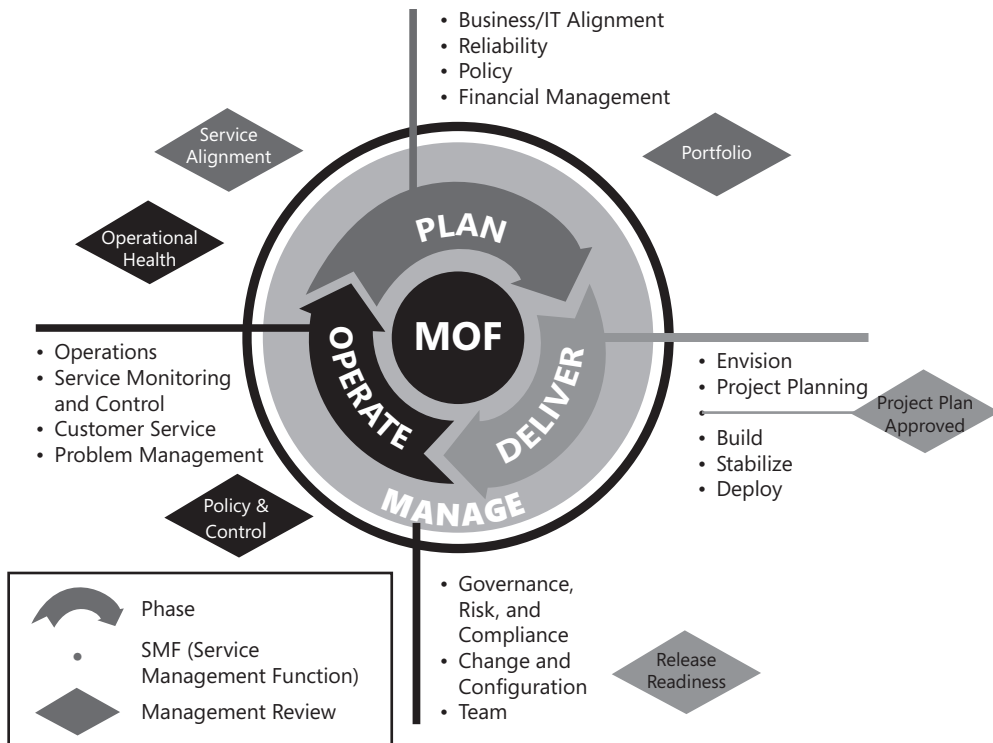 • Business/IT Alignment
• Reliability
• Policy
• Financial Management
Service
Alignment
Portfolio
Operational
Health
PLAN
MOF
DELIVER
OPERATE
MANAGE
• Operations
• Service Monitoring
and Control
• Customer Service
• Problem Management
• Envision
• Project Planning
Project Plan
Approved
• Build
• Stabilize
• Deploy
Policy &
Control
• Governance,
Risk, and
Compliance
• Change and
Configuration
• Team
Release
Readiness
Phase
SMF (Service
Management Function)
Management Review